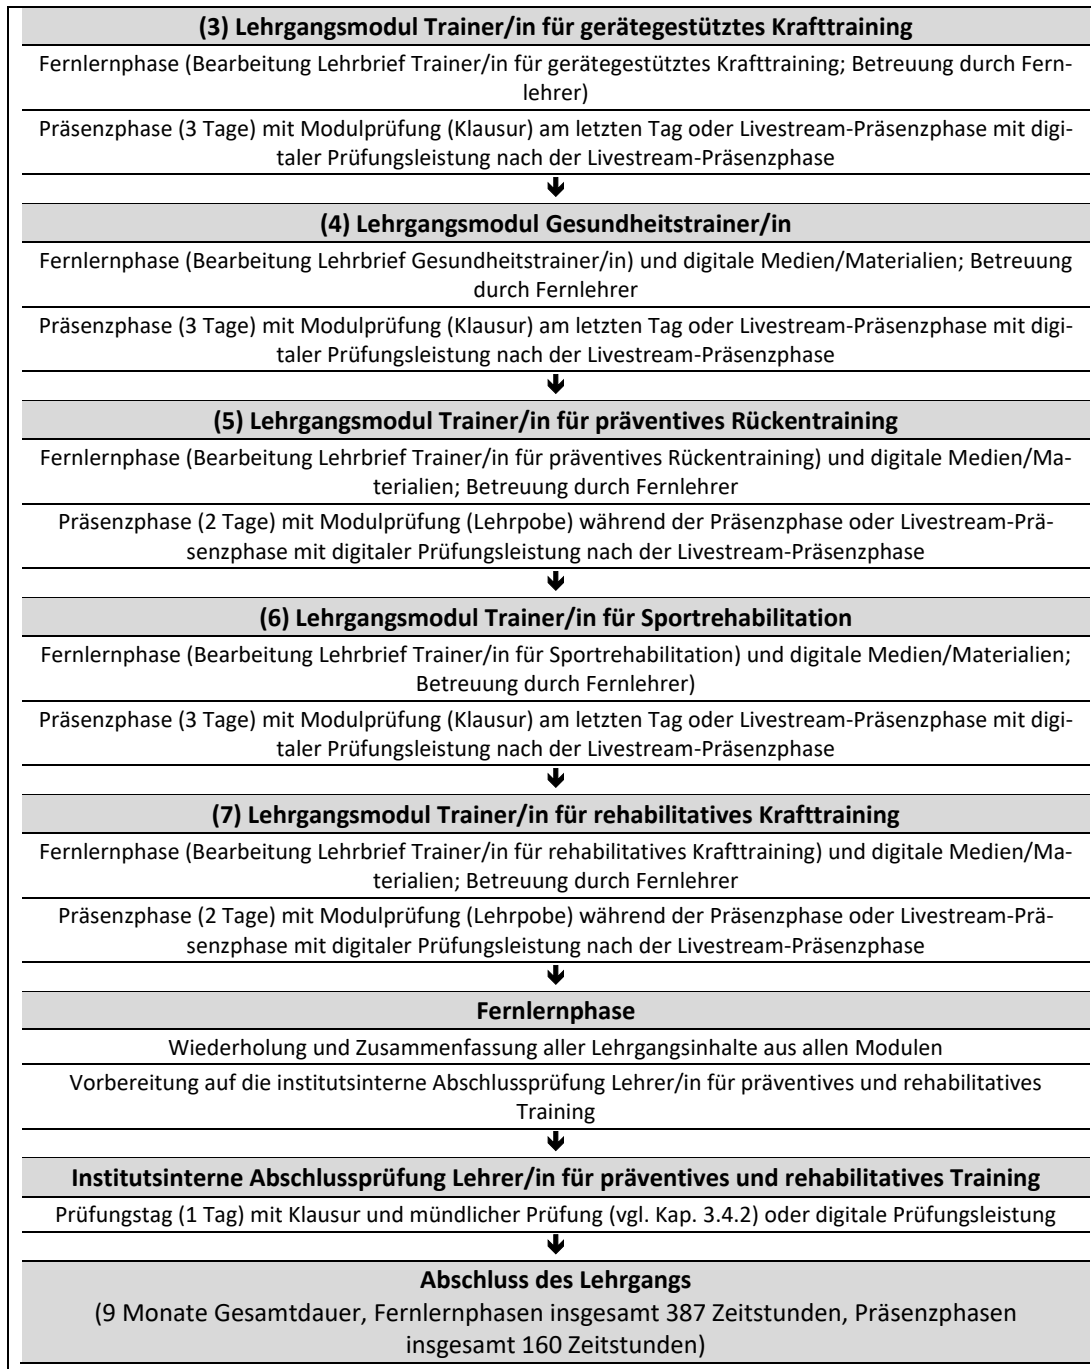 (3) Lehrgangsmodul Trainer/in für gerätegestütztes Krafttraining
Fernlernphase (Bearbeitung Lehrbrief Trainer/in für gerätegestütztes Krafttraining; Betreuung durch Fern-
lehrer)
Präsenzphase (3 Tage) mit Modulprüfung (Klausur) am letzten Tag oder Livestream-Präsenzphase mit digi-
taler Prüfungsleistung nach der Livestream-Präsenzphase
(4) Lehrgangsmodul Gesundheitstrainer/in
Fernlernphase (Bearbeitung Lehrbrief Gesundheitstrainer/in) und digitale Medien/Materialien; Betreuung
durch Fernlehrer
Präsenzphase (3 Tage) mit Modulprüfung (Klausur) am letzten Tag oder Livestream-Präsenzphase mit digi-
taler Prüfungsleistung nach der Livestream-Präsenzphase
(5) Lehrgangsmodul Trainer/in für präventives Rückentraining
Fernlernphase (Bearbeitung Lehrbrief Trainer/in für präventives Rückentraining) und digitale Medien/Ma-
terialien; Betreuung durch Fernlehrer
Präsenzphase (2 Tage) mit Modulprüfung (Lehrpobe) während der Präsenzphase oder Livestream-Prä-
senzphase mit digitaler Prüfungsleistung nach der Livestream-Präsenzphase
(6) Lehrgangsmodul Trainer/in für Sportrehabilitation
Fernlernphase (Bearbeitung Lehrbrief Trainer/in für Sportrehabilitation) und digitale Medien/Materialien;
Betreuung durch Fernlehrer)
Präsenzphase (3 Tage) mit Modulprüfung (Klausur) am letzten Tag oder Livestream-Präsenzphase mit digi-
taler Prüfungsleistung nach der Livestream-Präsenzphase
(7) Lehrgangsmodul Trainer/in für rehabilitatives Krafttraining
Fernlernphase (Bearbeitung Lehrbrief Trainer/in für rehabilitatives Krafttraining) und digitale Medien/Ma-
terialien; Betreuung durch Fernlehrer
Präsenzphase (2 Tage) mit Modulprüfung (Lehrpobe) während der Präsenzphase oder Livestream-Prä-
senzphase mit digitaler Prüfungsleistung nach der Livestream-Präsenzphase
Fernlernphase
Wiederholung und Zusammenfassung aller Lehrgangsinhalte aus allen Modulen
Vorbereitung auf die institutsinterne Abschlussprüfung Lehrer/in für präventives und rehabilitatives
Training
Institutsinterne Abschlussprüfung Lehrer/in für präventives und rehabilitatives Training
Prüfungstag (1 Tag) mit Klausur und mündlicher Prüfung (vgl. Kap. 3.4.2) oder digitale Prüfungsleistung
Abschluss des Lehrgangs
(9 Monate Gesamtdauer, Fernlernphasen insgesamt 387 Zeitstunden, Präsenzphasen
insgesamt 160 Zeitstunden)